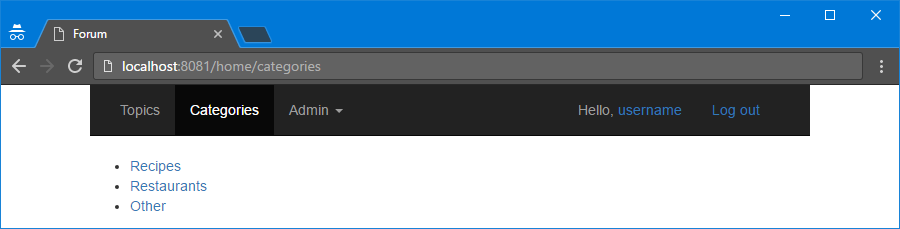 Forum
localhost:8081/home/categories
Topics Categories Admin Hello, username Log out
Recipes
Restaurants
Other